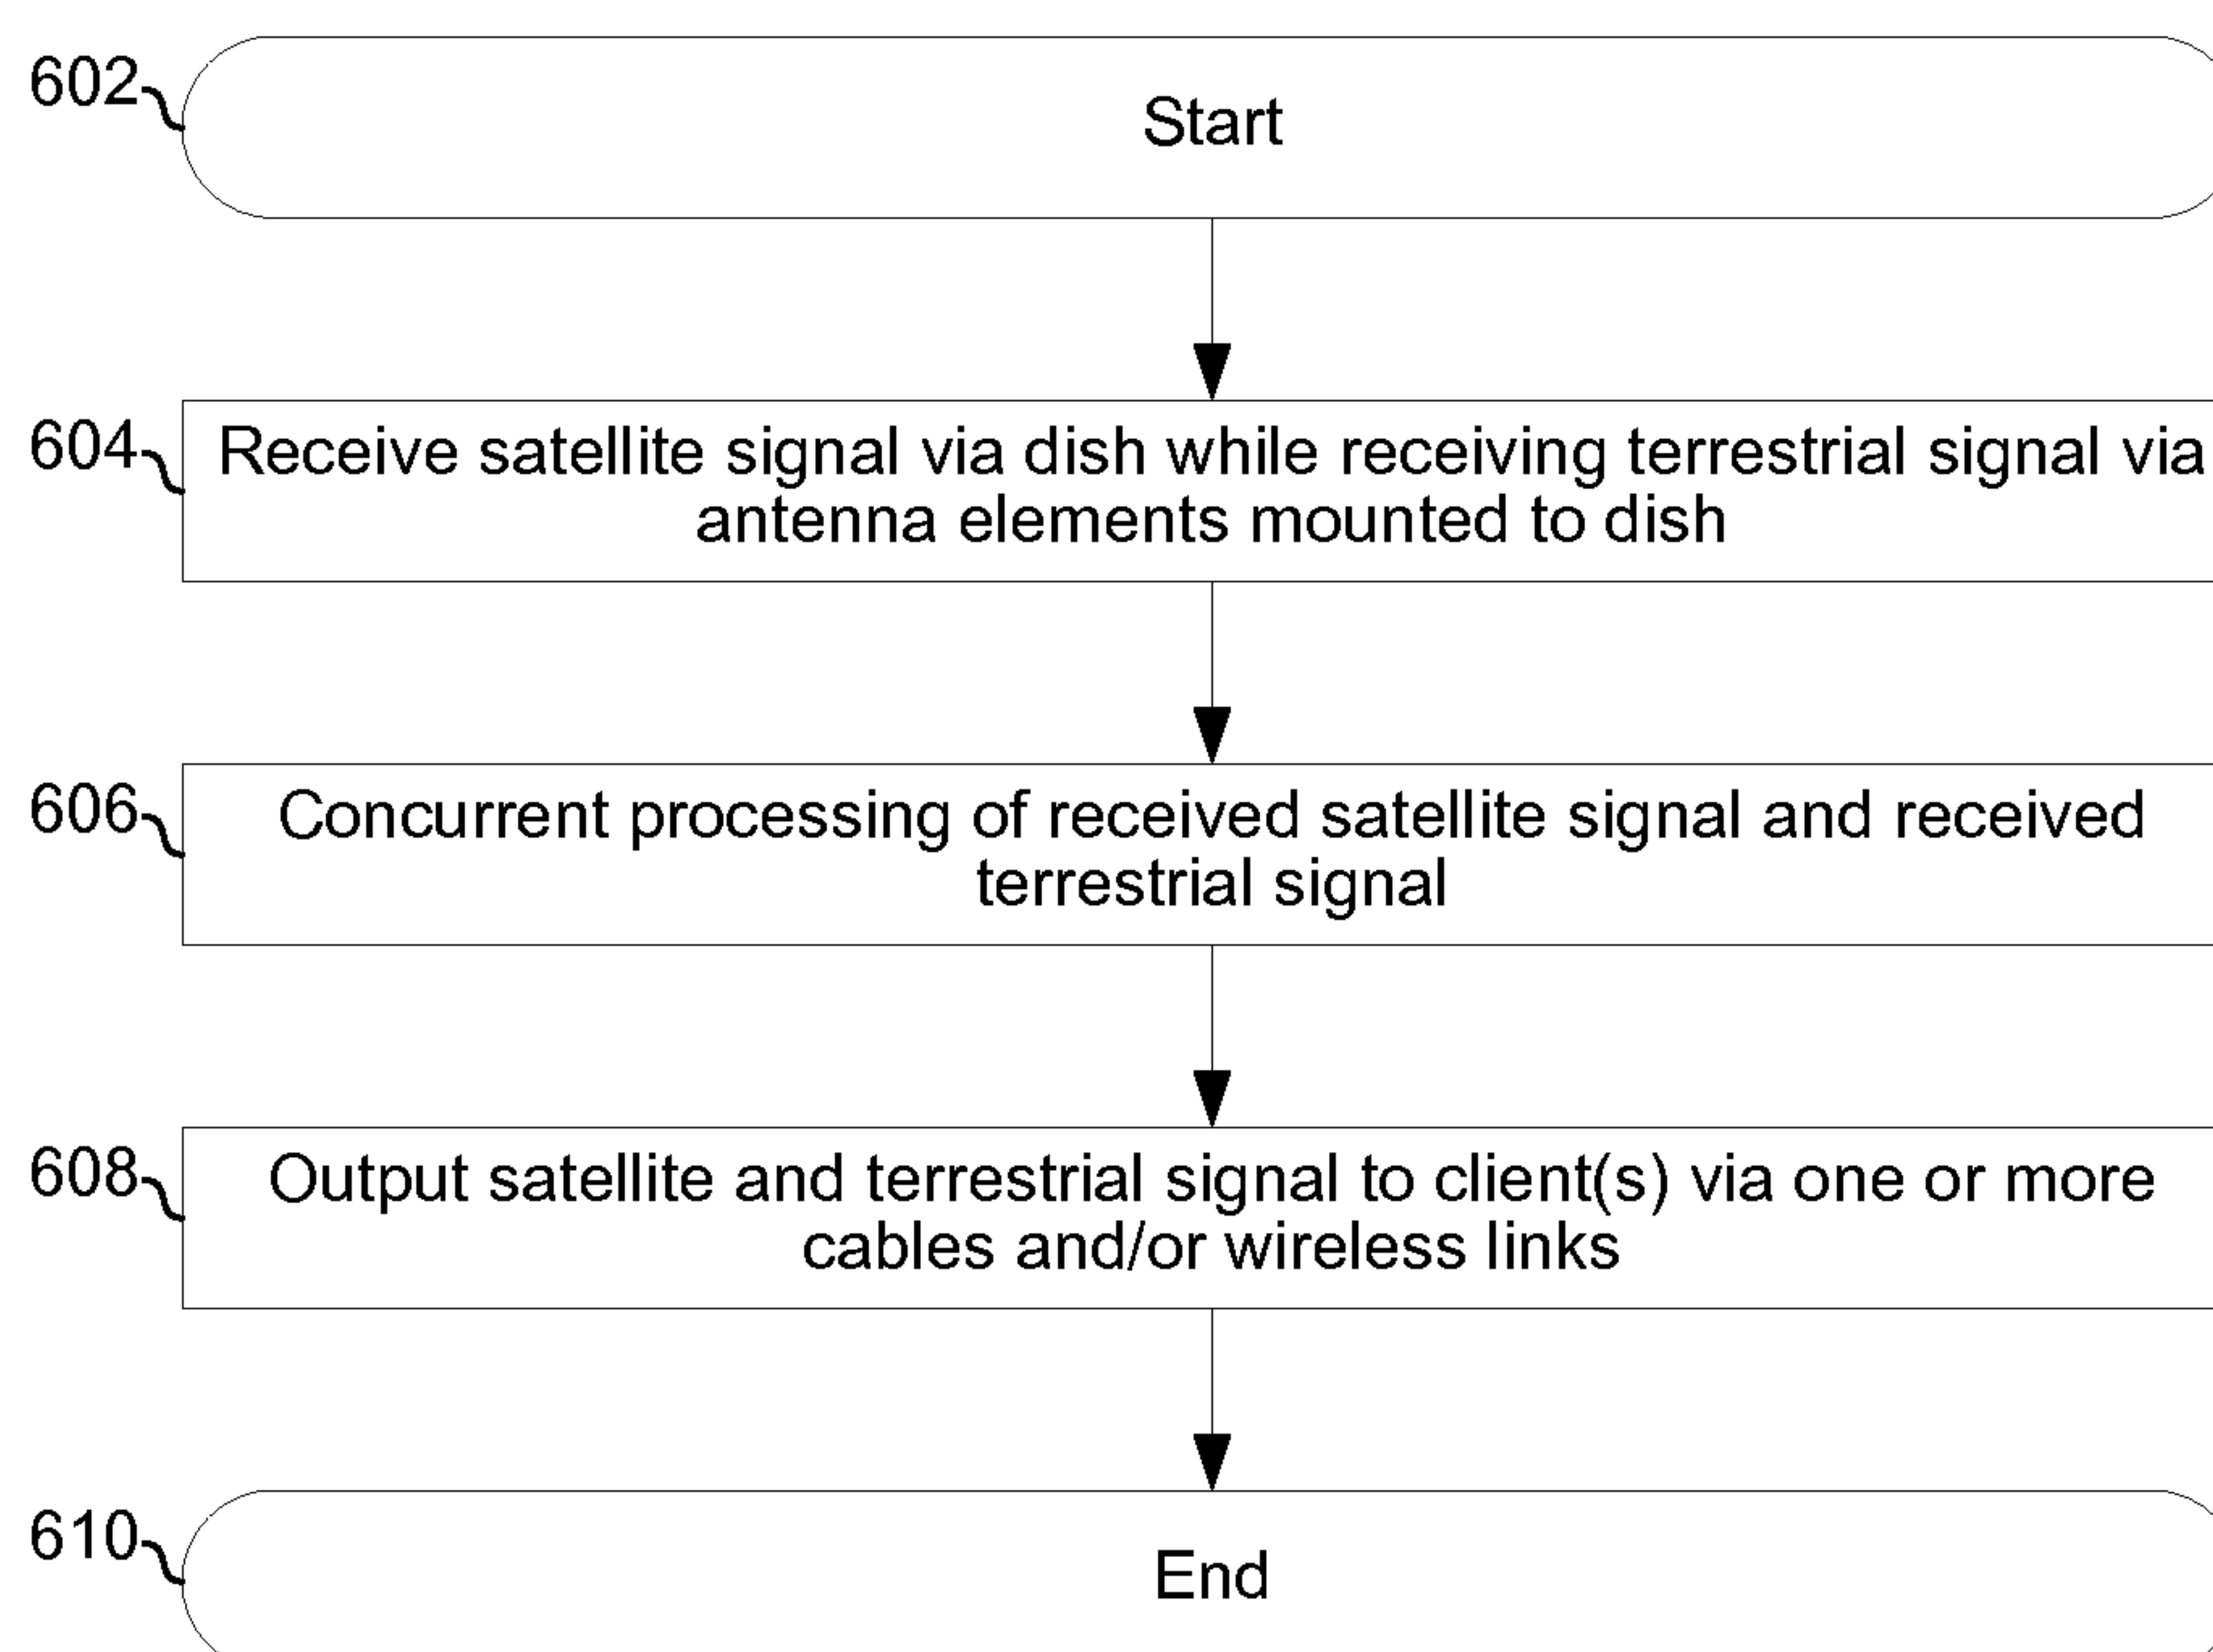 602
Start
604
Receive satellite signal via dish while receiving terrestrial signal via
antenna elements mounted to dish
606
Concurrent processing of received satellite signal and received
terrestrial signal
608
Output satellite and terrestrial signal to client(s) via one or more
cables and/or wireless links
610
End